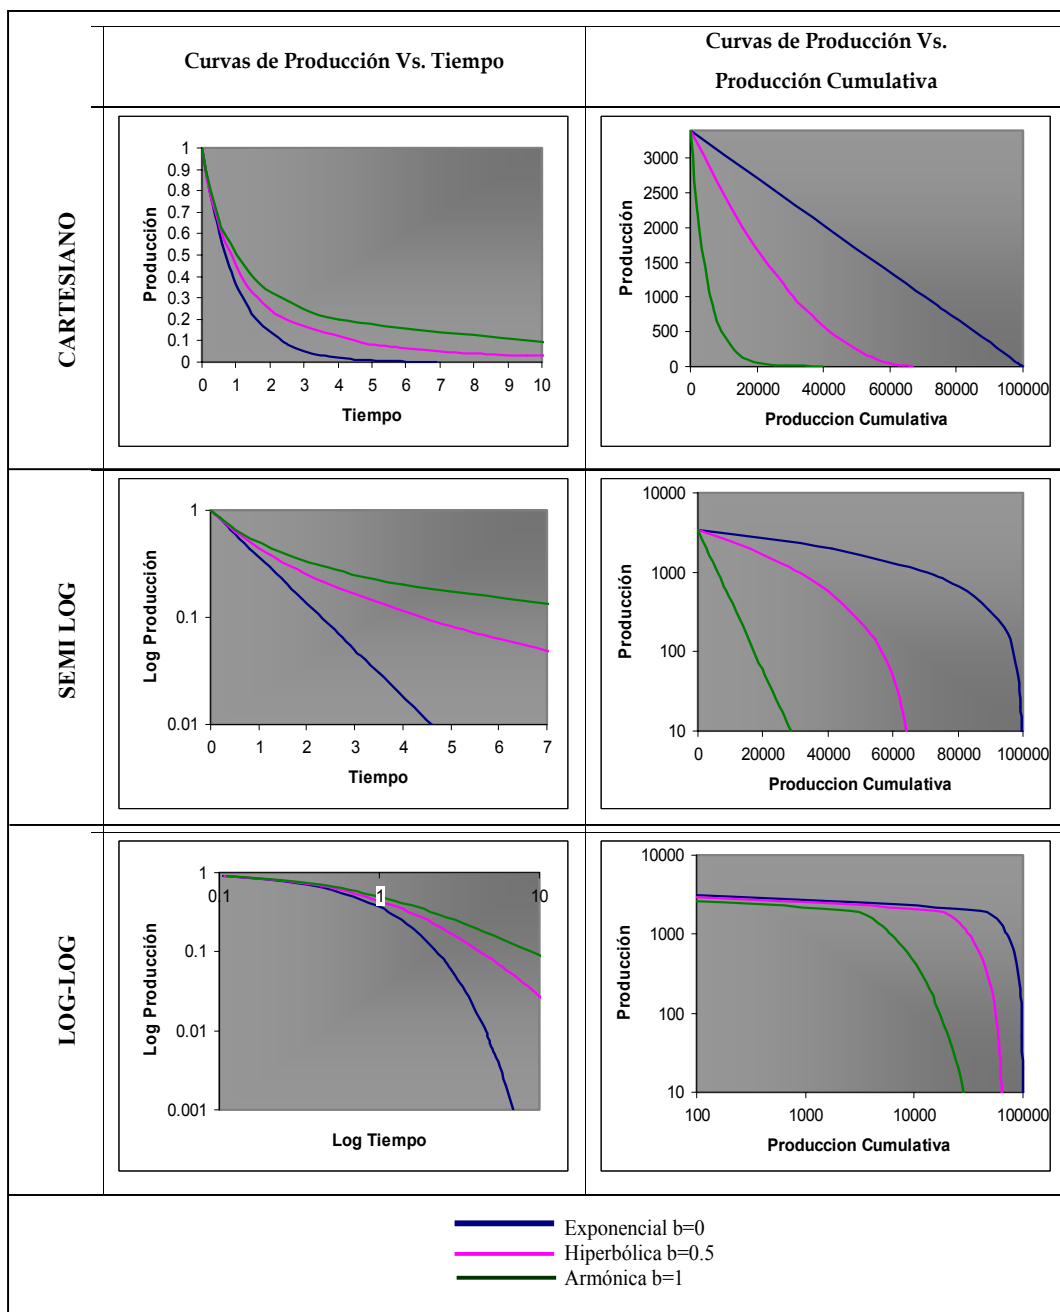 Curvas de Producción Vs. Tiempo
Curvas de Producción Vs.
Producción Cumulativa
CARTESIANO
Producción
1
0.9
0.8
0.7
0.6
0.5
0.4
0.3
0.2
0.1
0
0 1 2 3 4 5 6 7 8 9 10
Tiempo
Producción
3000
2500
2000
1500
1000
500
0
0 20000 40000 60000 80000 100000
Produccion Cumulativa
SEMI LOG
Log Producción
1
0.1
0.01
0 1 2 3 4 5 6 7
Tiempo
Producción
10000
1000
100
10
0 20000 40000 60000 80000 100000
Produccion Cumulativa
LOG-LOG
Log Producción
1
0.1
0.01
0.001
0.1 1 10
Log Tiempo
Producción
10000
1000
100
10
100 1000 10000 100000
Produccion Cumulativa
Exponencial b=0
Hiperbólica b=0.5
Armónica b=1